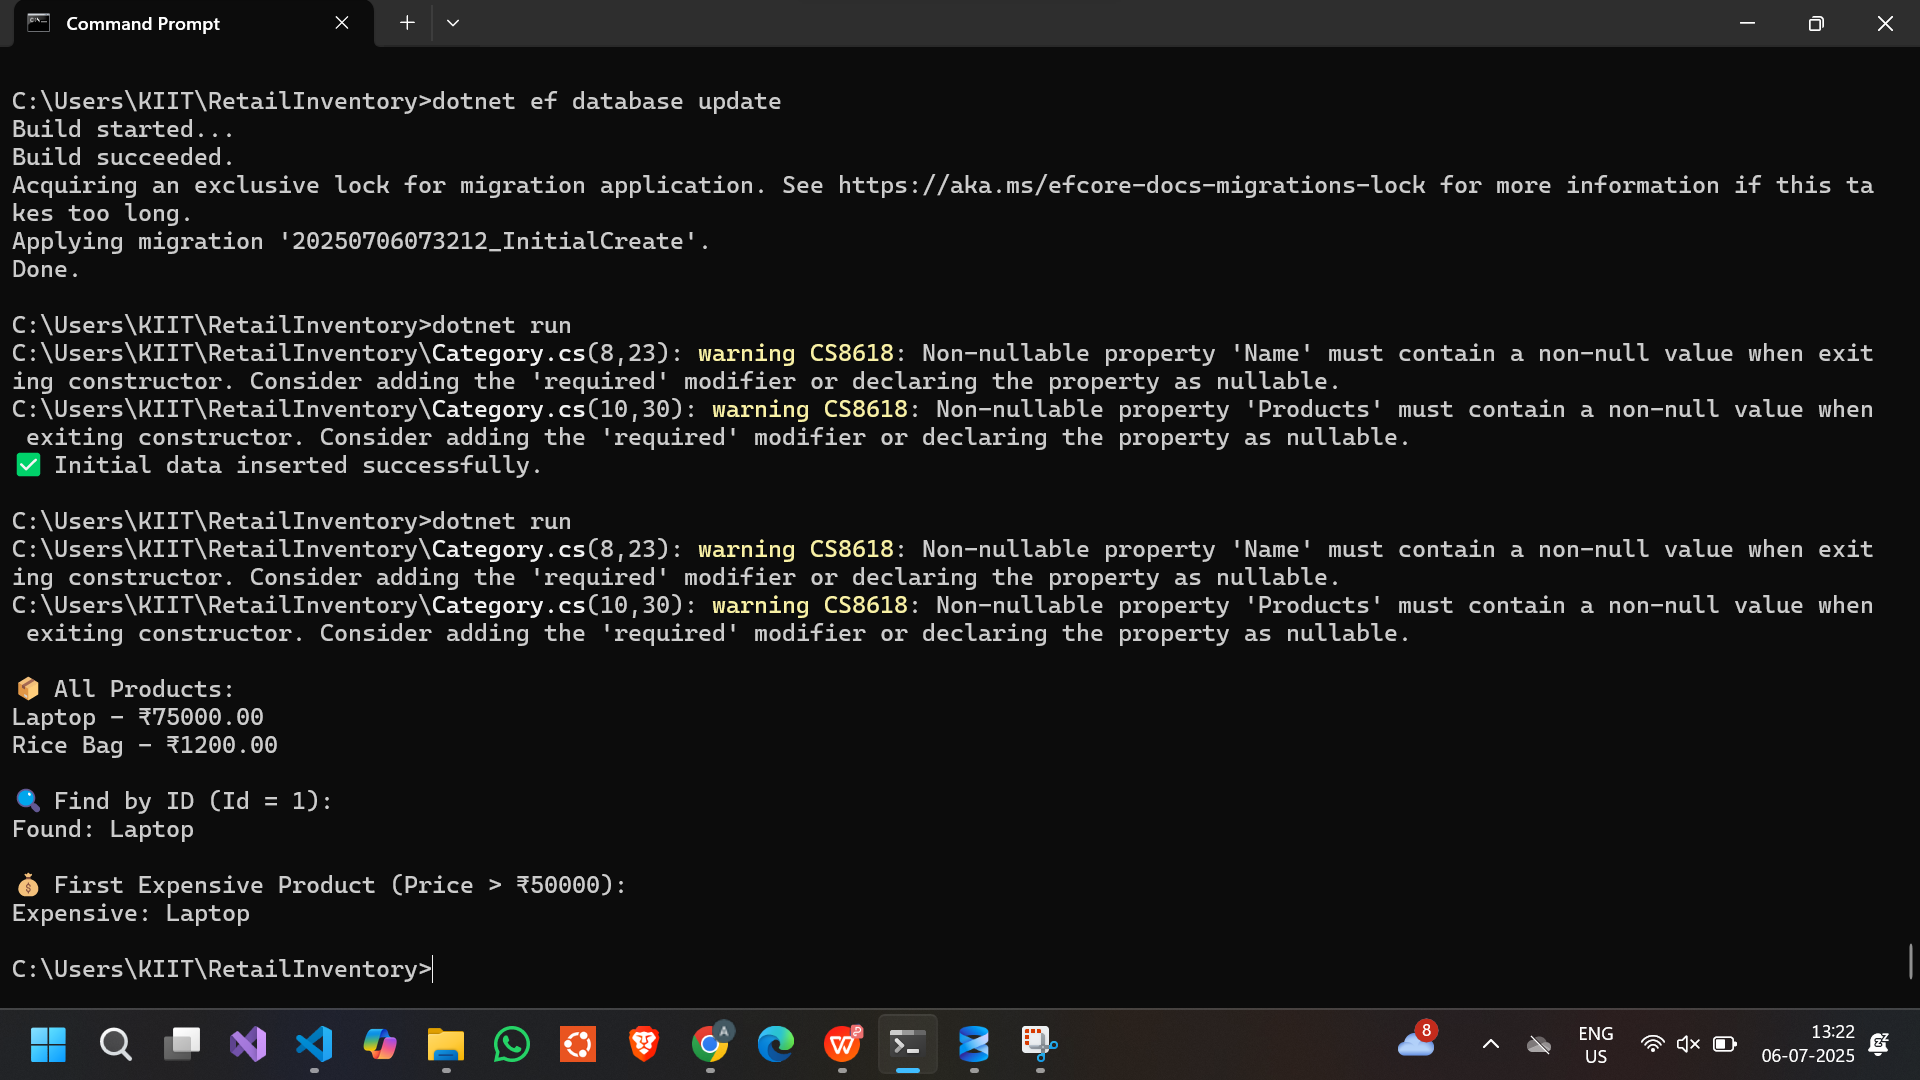 Command Prompt
C:\Users\KIIT\RetailInventory>dotnet ef database update
Build started...
Build succeeded.
Acquiring an exclusive lock for migration application. See https://aka.ms/efcore-docs-migrations-lock for more information if this ta
kes too long.
Applying migration '20250706073212_InitialCreate'.
Done.
C:\Users\KIIT\RetailInventory>dotnet run
C:\Users\KIIT\RetailInventory\Category.cs(8,23): warning CS8618: Non-nullable property 'Name' must contain a non-null value when exit
ing constructor. Consider adding the 'required' modifier or declaring the property as nullable.
C:\Users\KIIT\RetailInventory\Category.cs(10,30): warning CS8618: Non-nullable property 'Products' must contain a non-null value when
 exiting constructor. Consider adding the 'required' modifier or declaring the property as nullable.
✅ Initial data inserted successfully.
C:\Users\KIIT\RetailInventory>dotnet run
C:\Users\KIIT\RetailInventory\Category.cs(8,23): warning CS8618: Non-nullable property 'Name' must contain a non-null value when exit
ing constructor. Consider adding the 'required' modifier or declaring the property as nullable.
C:\Users\KIIT\RetailInventory\Category.cs(10,30): warning CS8618: Non-nullable property 'Products' must contain a non-null value when
 exiting constructor. Consider adding the 'required' modifier or declaring the property as nullable.
📦 All Products:
Laptop - ₹75000.00
Rice Bag - ₹1200.00
🔍 Find by ID (Id = 1):
Found: Laptop
💰 First Expensive Product (Price > ₹50000):
Expensive: Laptop
C:\Users\KIIT\RetailInventory>
A
8
ENG
US
13:22
06-07-2025